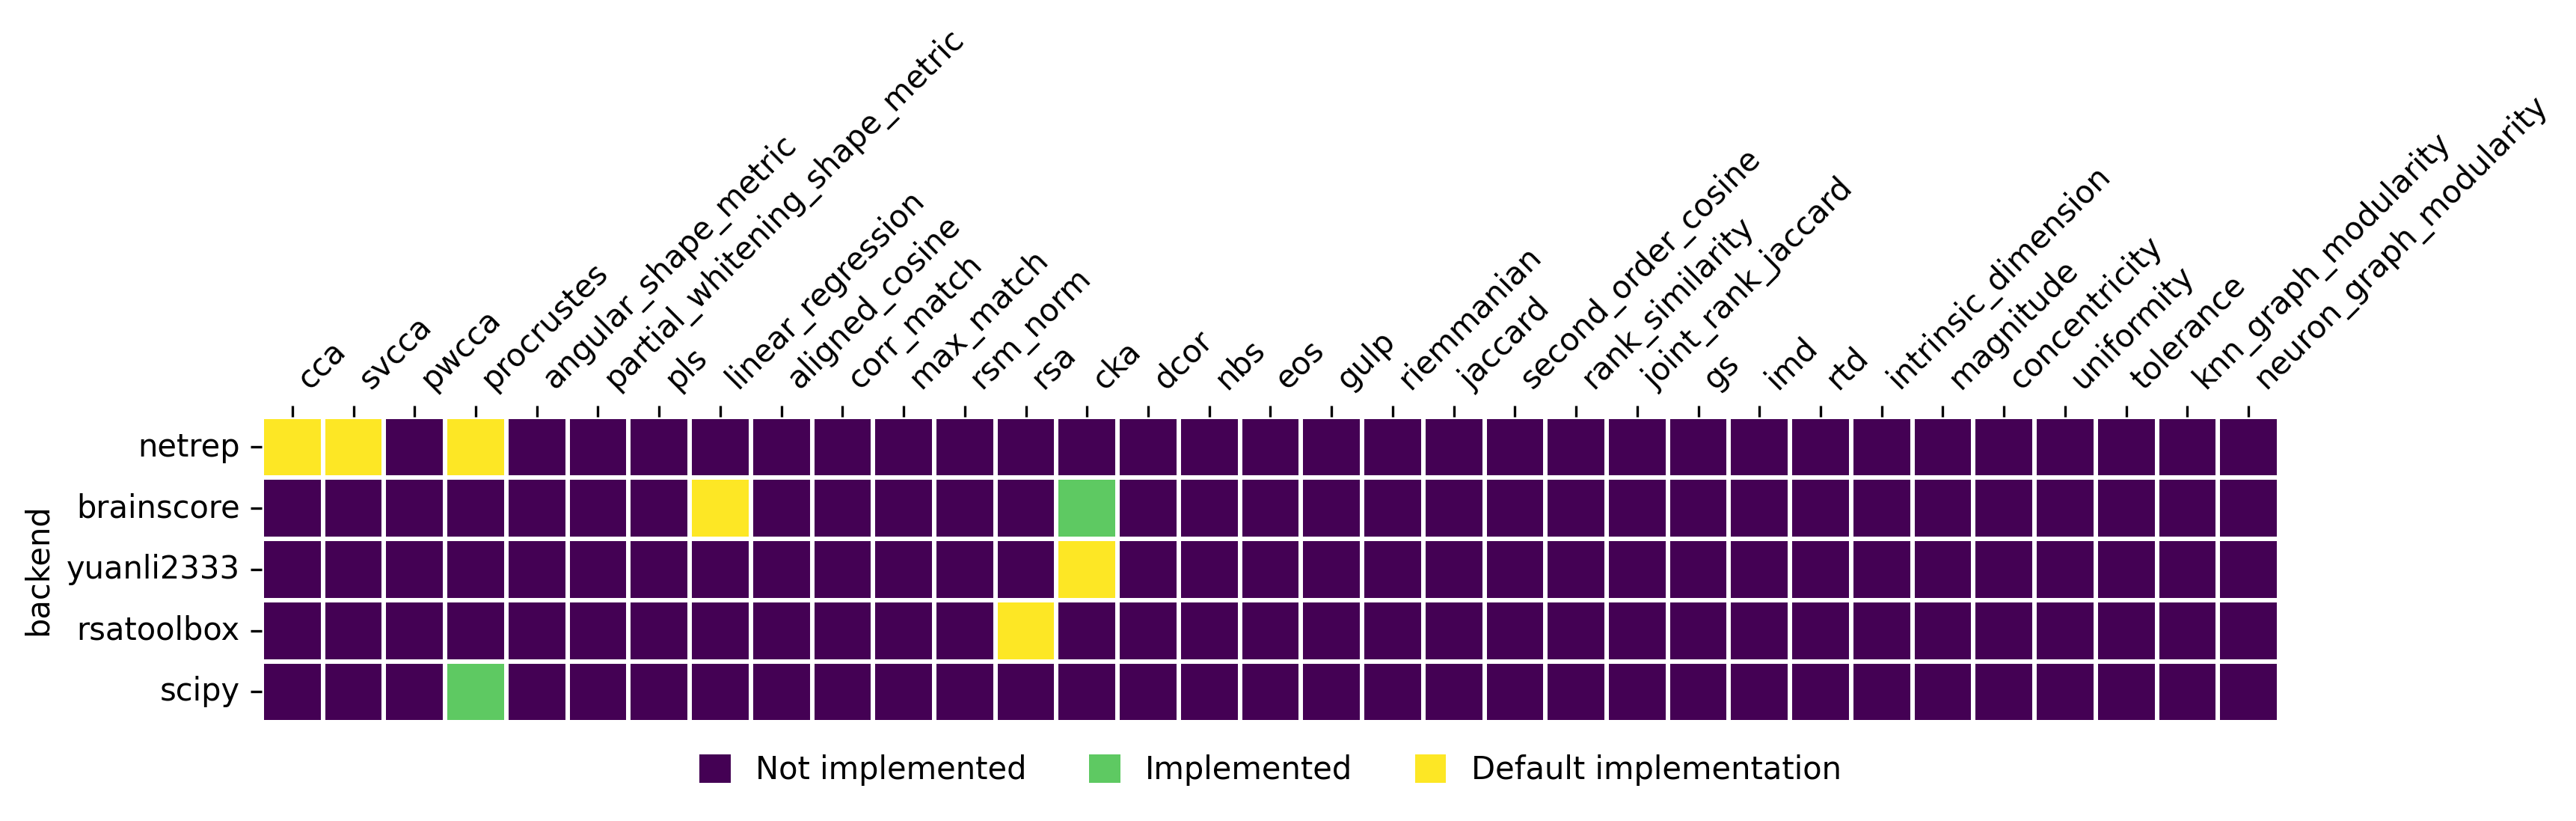 cca
svcca
pwcca
procrustes
angular_shape_metric
partial_whitening_shape_metric
pls
linear_regression
aligned_cosine
corr_match
max_match
rsm_norm
rsa
cka
dcor
nbs
eos
gulp
riemmanian
jaccard
second_order_cosine
rank_similarity
joint_rank_jaccard
gs
imd
rtd
intrinsic_dimension
magnitude
concentricity
uniformity
tolerance
knn_graph_modularity
neuron_graph_modularity
backend
netrep
brainscore
yuanli2333
rsatoolbox
scipy
Not implemented Implemented Default implementation